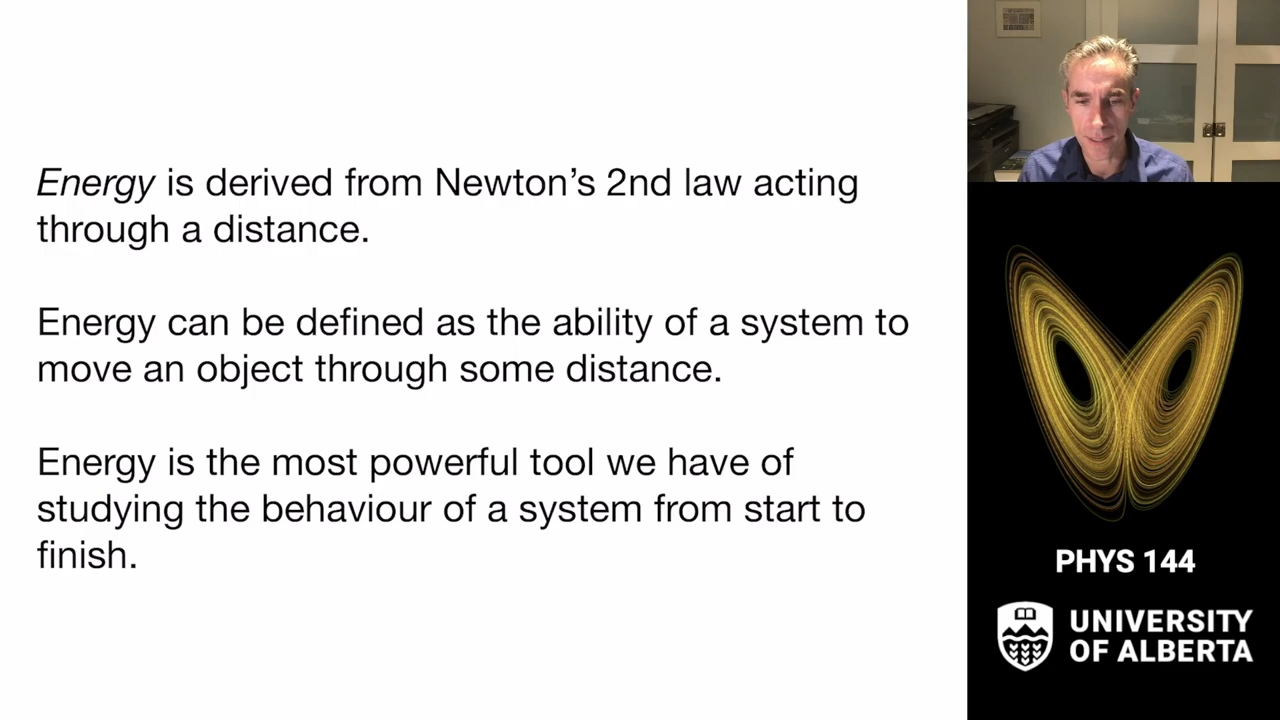 Energy is derived from Newton’s 2nd law acting
through a distance.
Energy can be defined as the ability of a system to
move an object through some distance.
Energy is the most powerful tool we have of
studying the behaviour of a system from start to
finish.
PHYS 144
UNIVERSITY
OF ALBERTA